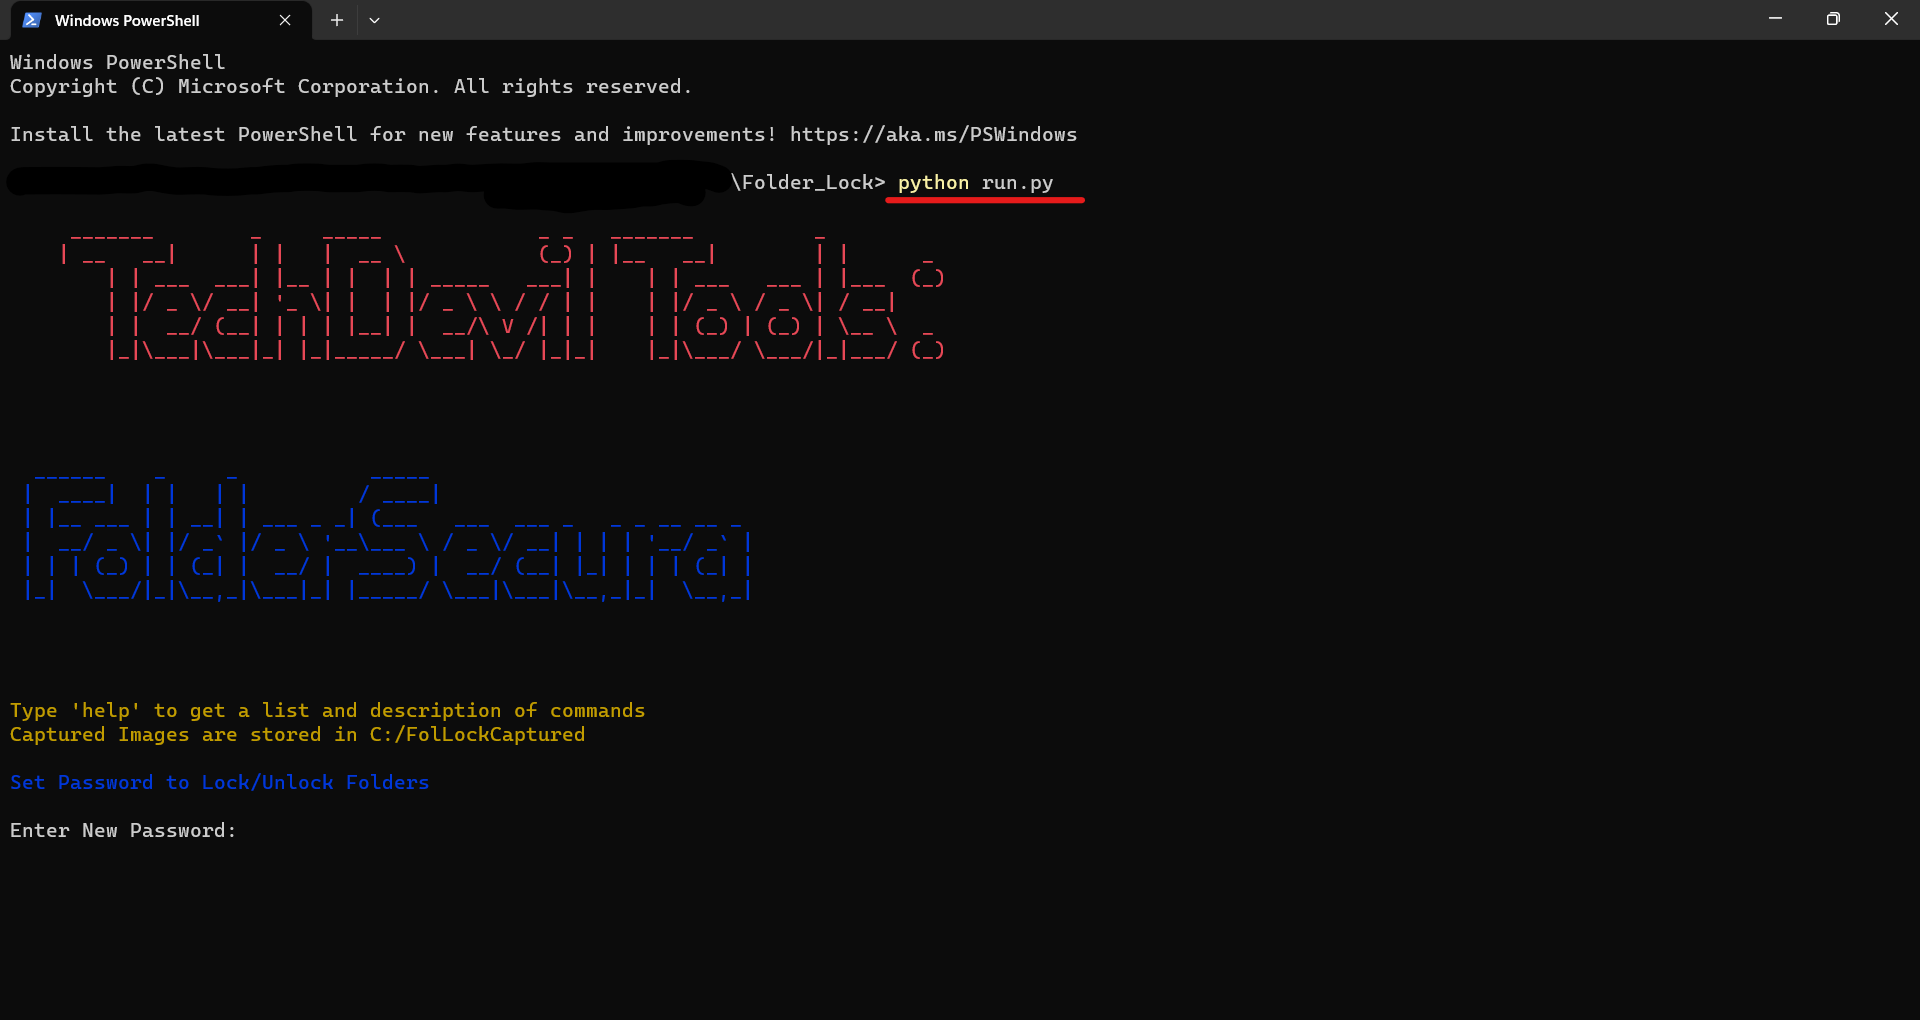 Windows PowerShell
Windows PowerShell
Copyright (C) Microsoft Corporation. All rights reserved.
Install the latest PowerShell for new features and improvements! https://aka.ms/PSWindows
\Folder_Lock> python run.py
TechDevil Tools:
FolderSecura
Type 'help' to get a list and description of commands
Captured Images are stored in C:/FolLockCaptured
Set Password to Lock/Unlock Folders
Enter New Password: